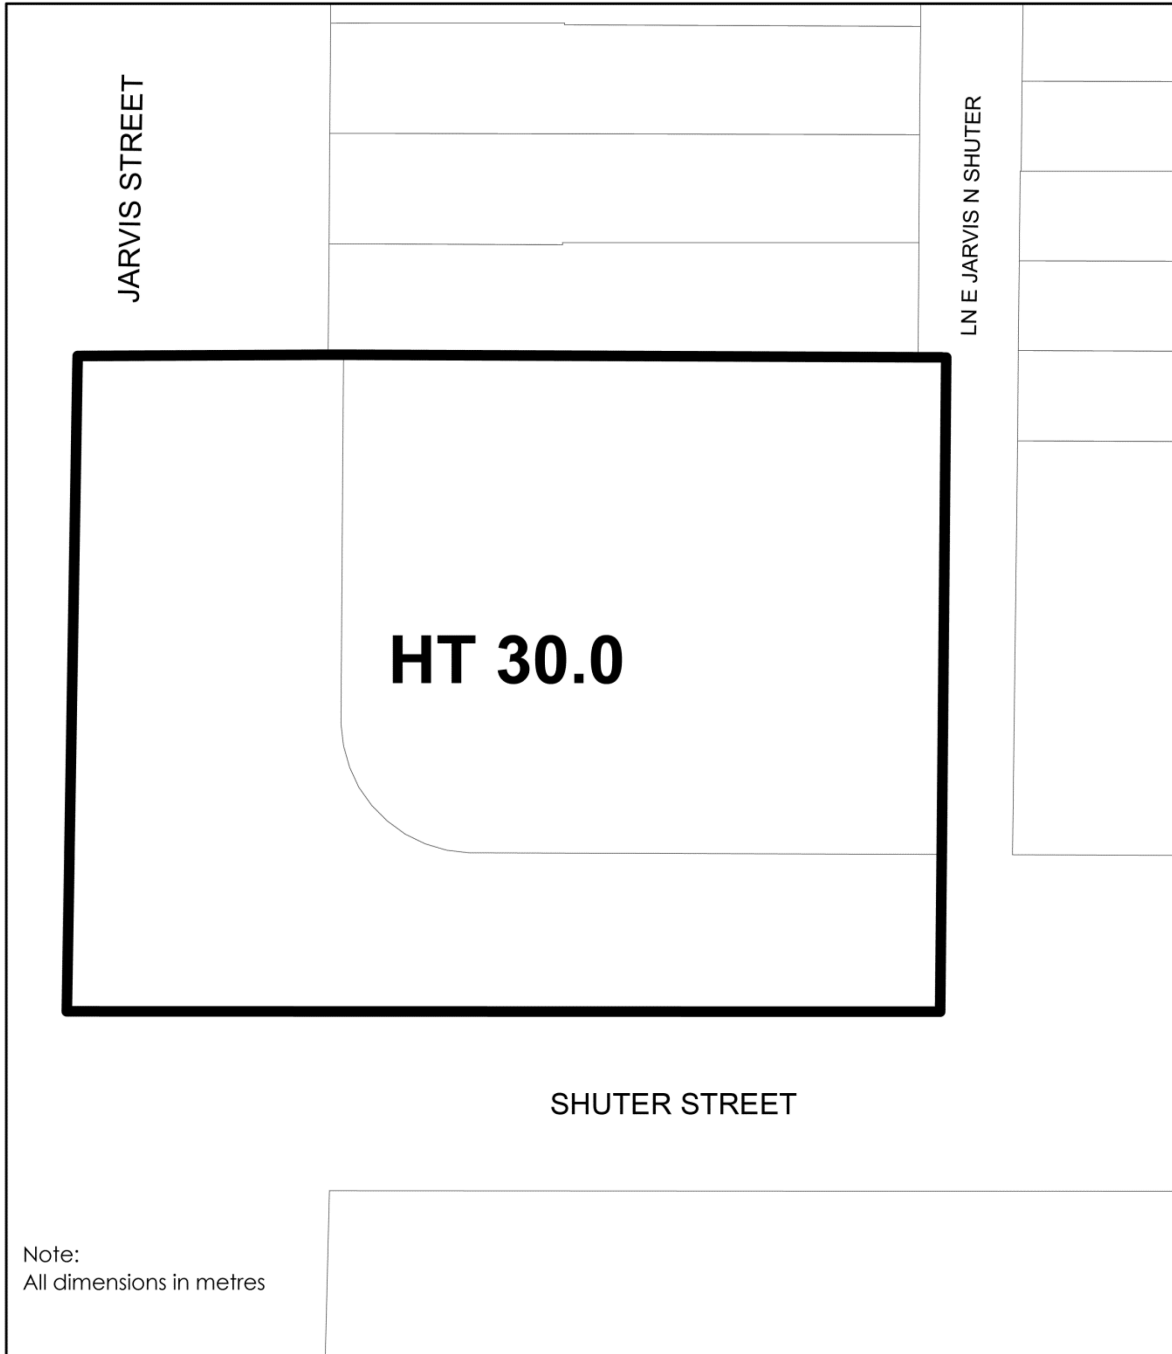 JARVIS STREET
LN E JARVIS N SHUTER
HT 30.0
SHUTER STREET
Note:
All dimensions in metres